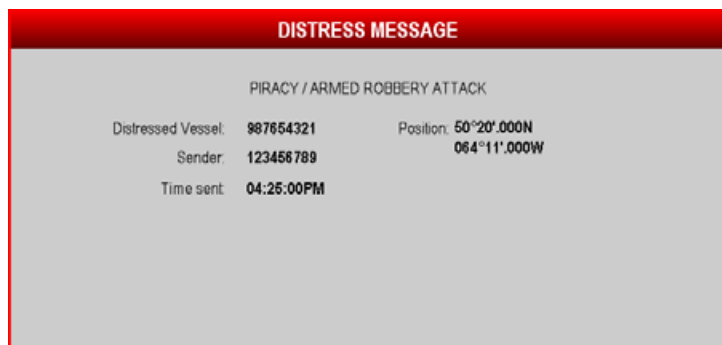 DISTRESS MESSAGE
PIRACY / ARMED ROBBERY ATTACK
Distressed Vessel: 987654321 Position: 50°20'.000N
064°11'.000W
Sender: 123456789
Time sent: 04:25:00PM